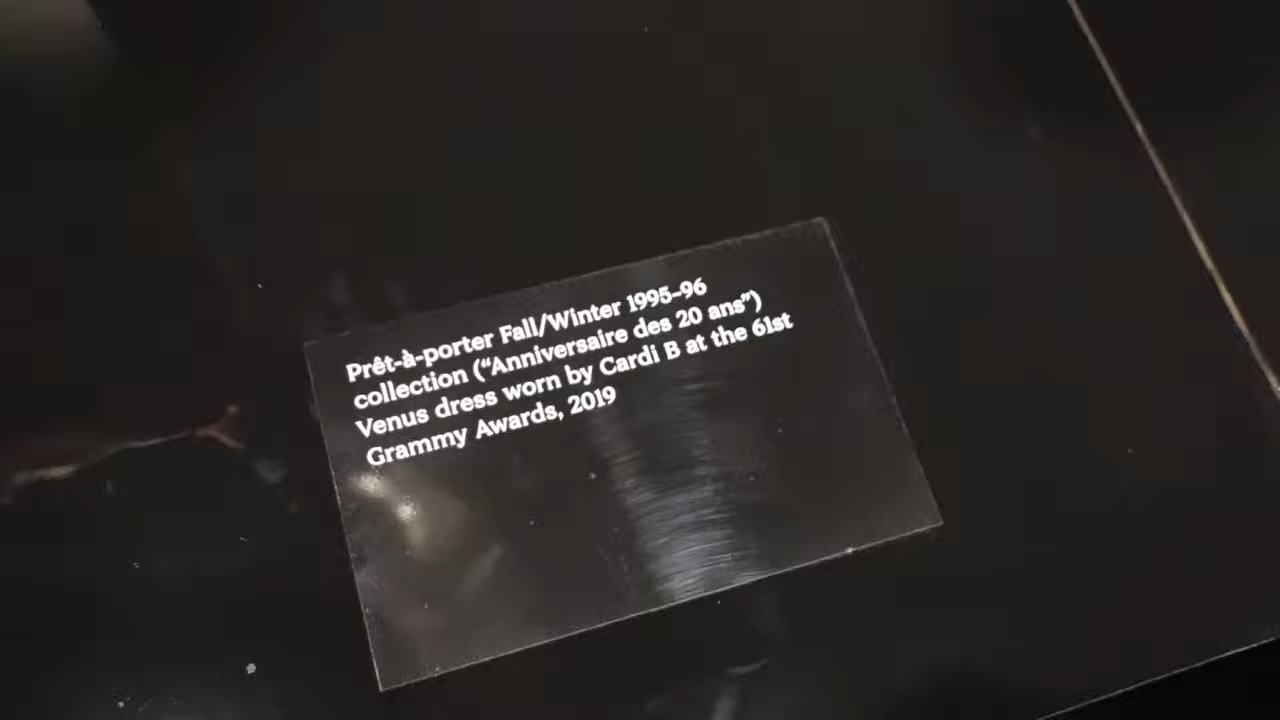 Prêt-à-porter Fall/Winter 1995–96
collection (“Anniversaire des 20 ans”)
Venus dress worn by Cardi B at the 61st
Grammy Awards, 2019